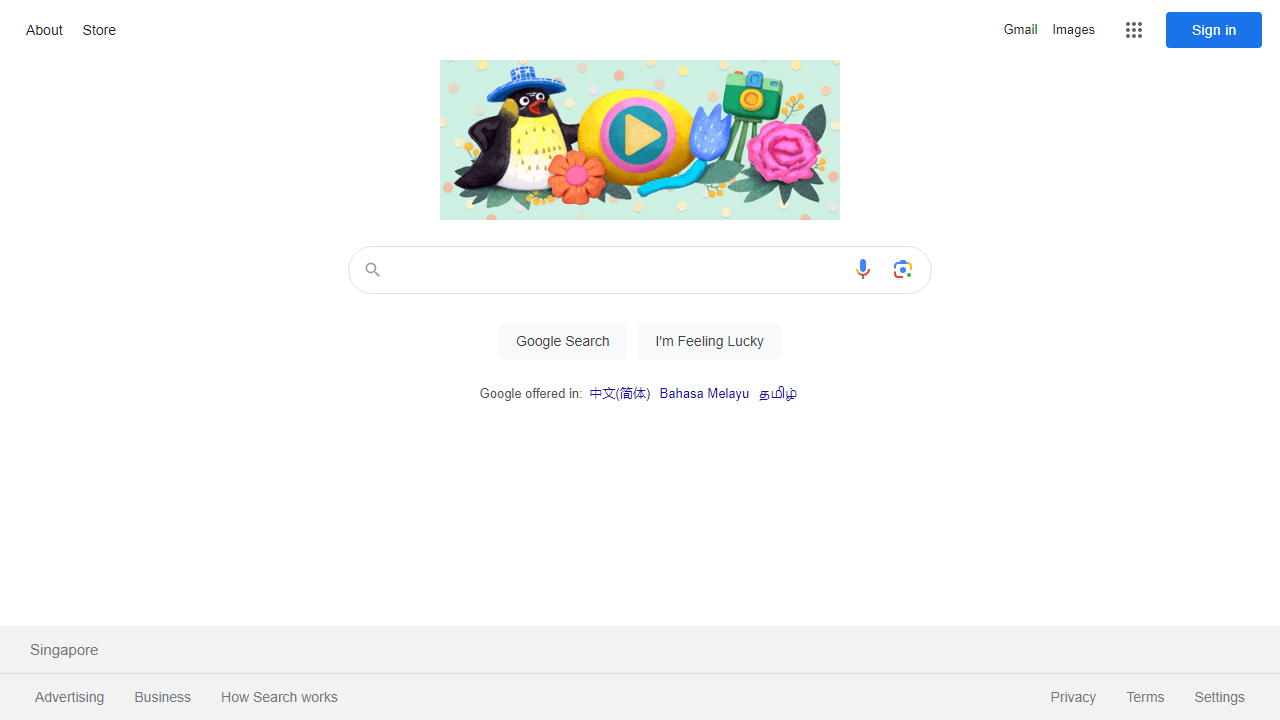 About Store Gmail Images Sign in
Google Search I'm Feeling Lucky
Google offered in: 中文(简体) Bahasa Melayu தமிழ்
Singapore
Advertising Business How Search works Privacy Terms Settings